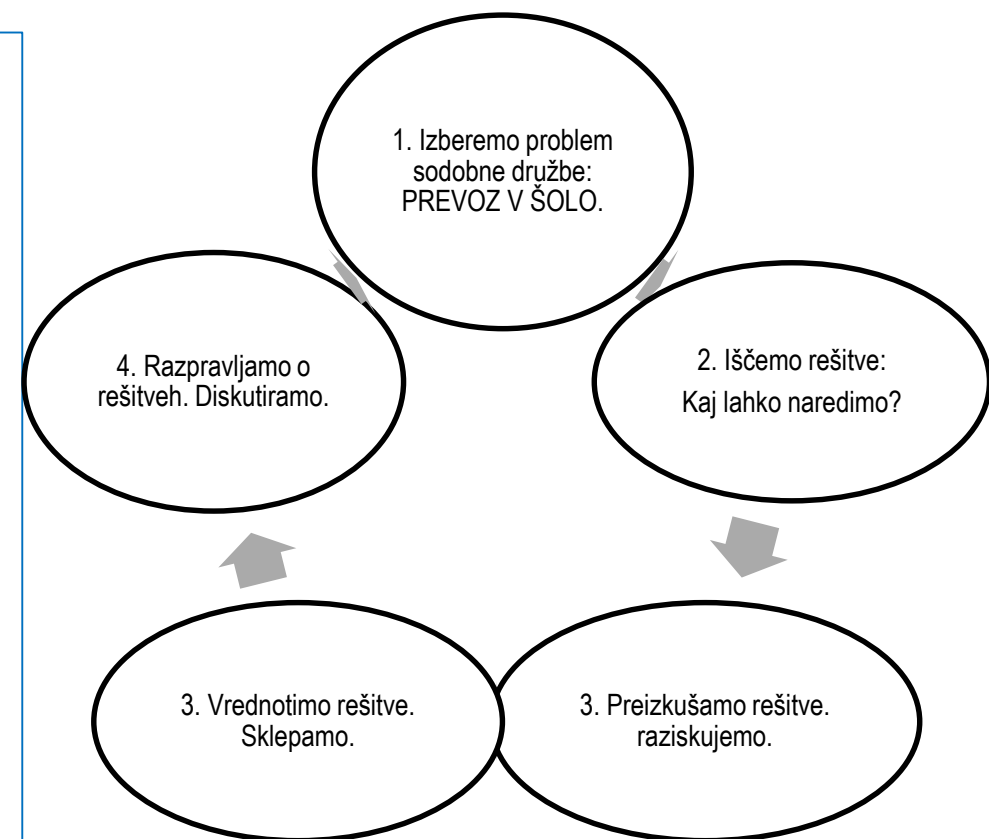 1. Izberemo problem
sodobne družbe:
PREVOZ V ŠOLO.
2. Iščemo rešitve:
Kaj lahko naredimo?
3. Preizkušamo rešitve.
raziskujemo.
3. Vrednotimo rešitve.
Sklepamo.
4. Razpravljamo o
rešitveh. Diskutiramo.